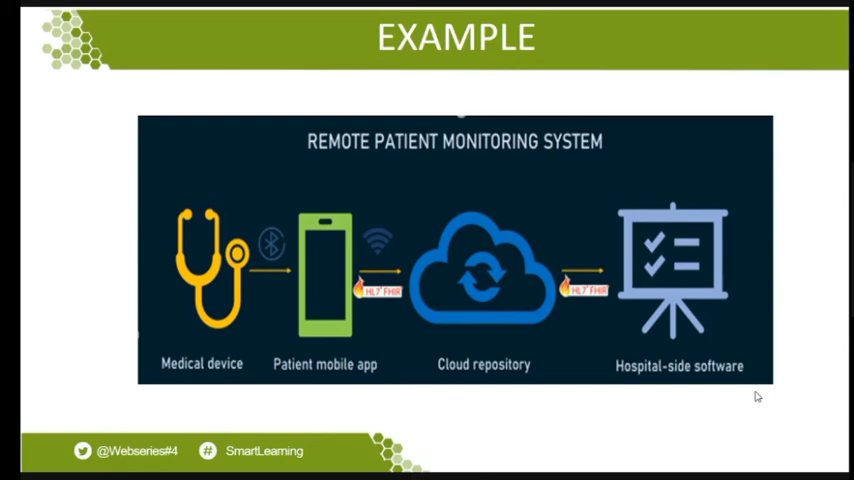 EXAMPLE
REMOTE PATIENT MONITORING SYSTEM
HL7 FHIR
HL7 FHIR
Medical device
Patient mobile app
Cloud repository
Hospital-side software
@Webseries#4
# SmartLearning